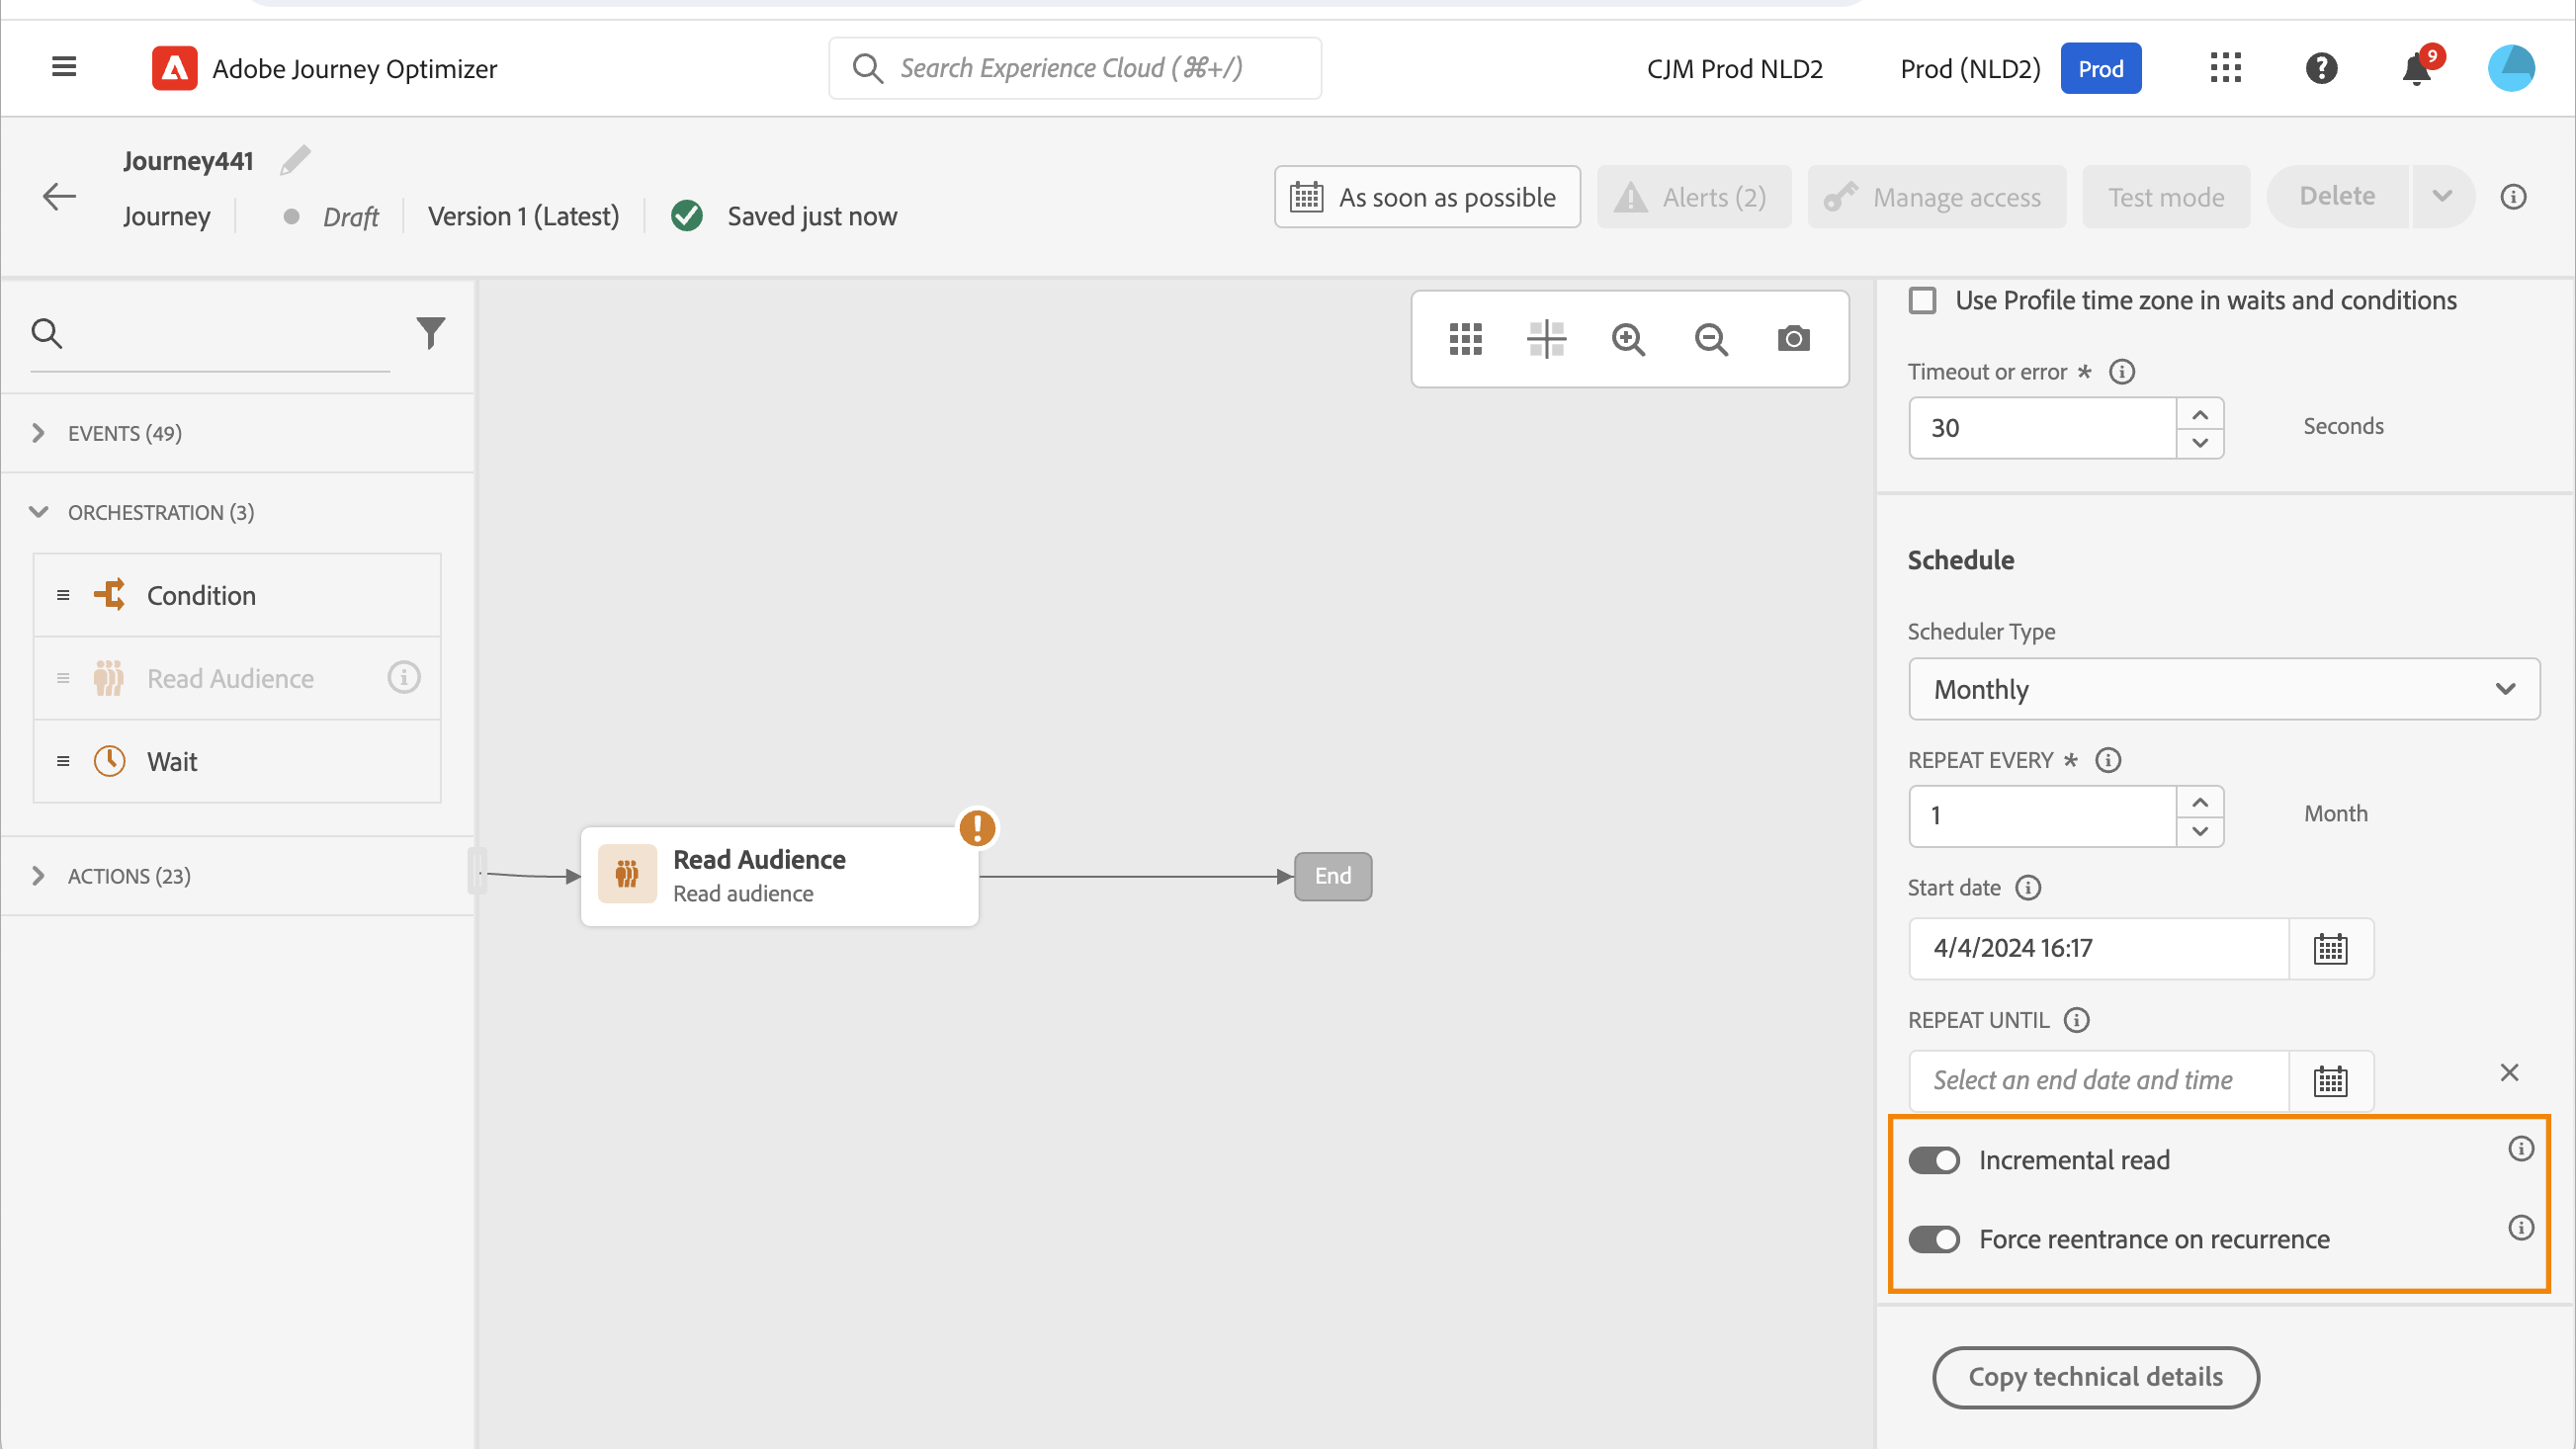 Adobe Journey Optimizer
Search Experience Cloud (⌘+/)
CJM Prod NLD2
Prod (NLD2)
Prod
9
Journey441
Journey
Draft
Version 1 (Latest)
Saved just now
As soon as possible
Alerts (2)
Manage access
Test mode
Delete
EVENTS (49)
ORCHESTRATION (3)
Condition
Read Audience
Wait
ACTIONS (23)
Read Audience
Read audience
End
Use Profile time zone in waits and conditions
Timeout or error *
30
Seconds
Schedule
Scheduler Type
Monthly
REPEAT EVERY *
1
Month
Start date
4/4/2024 16:17
REPEAT UNTIL
Select an end date and time
Incremental read
Force reentrance on recurrence
Copy technical details